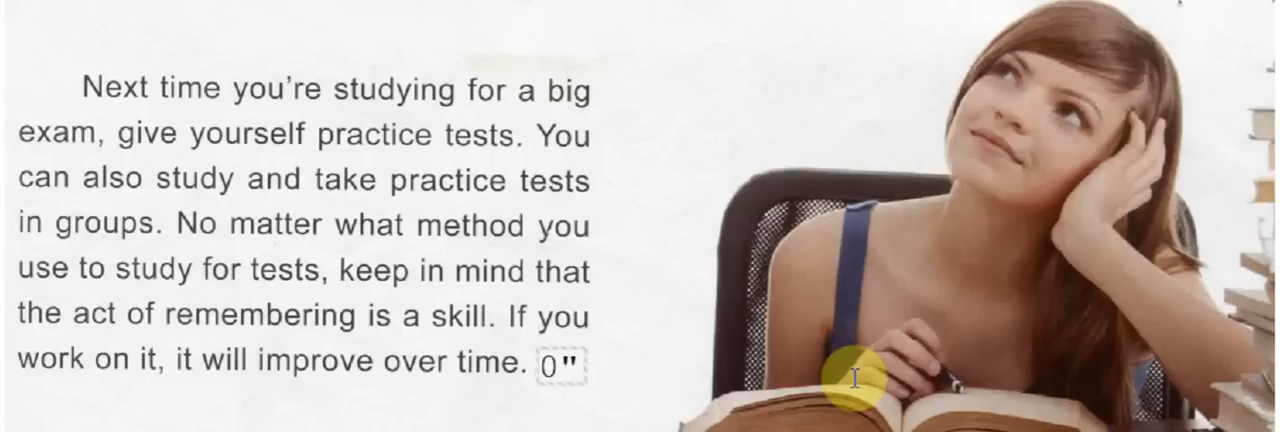 Next time you're studying for a big
exam, give yourself practice tests. You
can also study and take practice tests
in groups. No matter what method you
use to study for tests, keep in mind that
the act of remembering is a skill. If you
work on it, it will improve over time. 0"